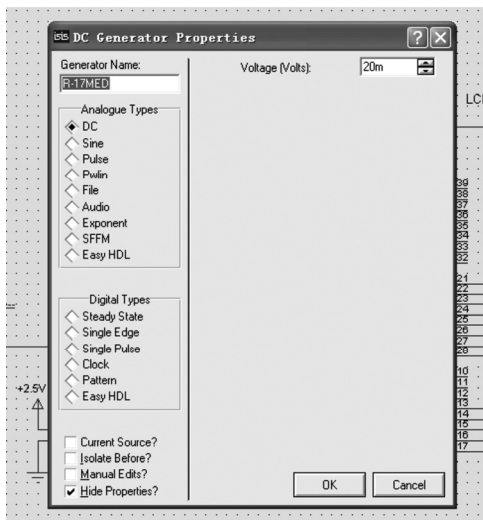 ISIS DC Generator Properties
Generator Name:
R-17MED
Voltage (Volts):
20m
Analogue Types
DC
Sine
Pulse
Pwlin
File
Audio
Exponent
SFFM
Easy HDL
Digital Types
Steady State
Single Edge
Single Pulse
Clock
Pattern
Easy HDL
Current Source?
Isolate Before?
Manual Edits?
Hide Properties?
OK
Cancel
+2.5V
LC
39
38
37
36
35
34
33
32
21
22
23
24
25
26
27
28
10
11
12
13
14
15
16
17